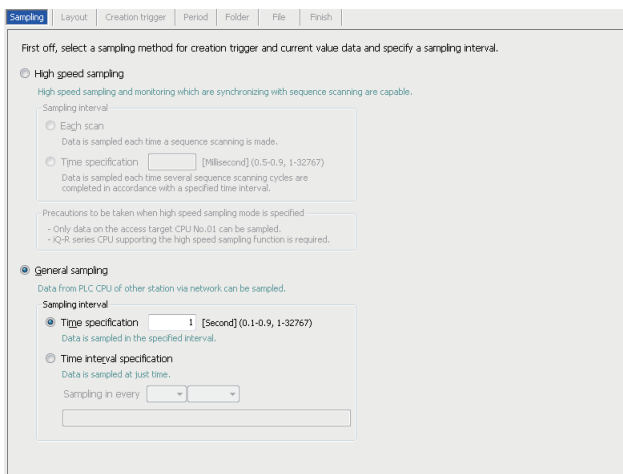 Sampling
Layout
Creation trigger
Period
Folder
File
Finish
First off, select a sampling method for creation trigger and current value data and specify a sampling interval.
High speed sampling
High speed sampling and monitoring which are synchronizing with sequence scanning are capable.
Sampling interval
Each scan
Data is sampled each time a sequence scanning is made.
Time specification [Millisecond] (0.5-0.9, 1-32767)
Data is sampled each time several sequence scanning cycles are
completed in accordance with a specified time interval.
Precautions to be taken when high speed sampling mode is specified
- Only data on the access target CPU No.01 can be sampled.
- iQ-R series CPU supporting the high speed sampling function is required.
General sampling
Data from PLC CPU of other station via network can be sampled.
Sampling interval
Time specification 1 [Second] (0.1-0.9, 1-32767)
Data is sampled in the specified interval.
Time interval specification
Data is sampled at just time.
Sampling in every